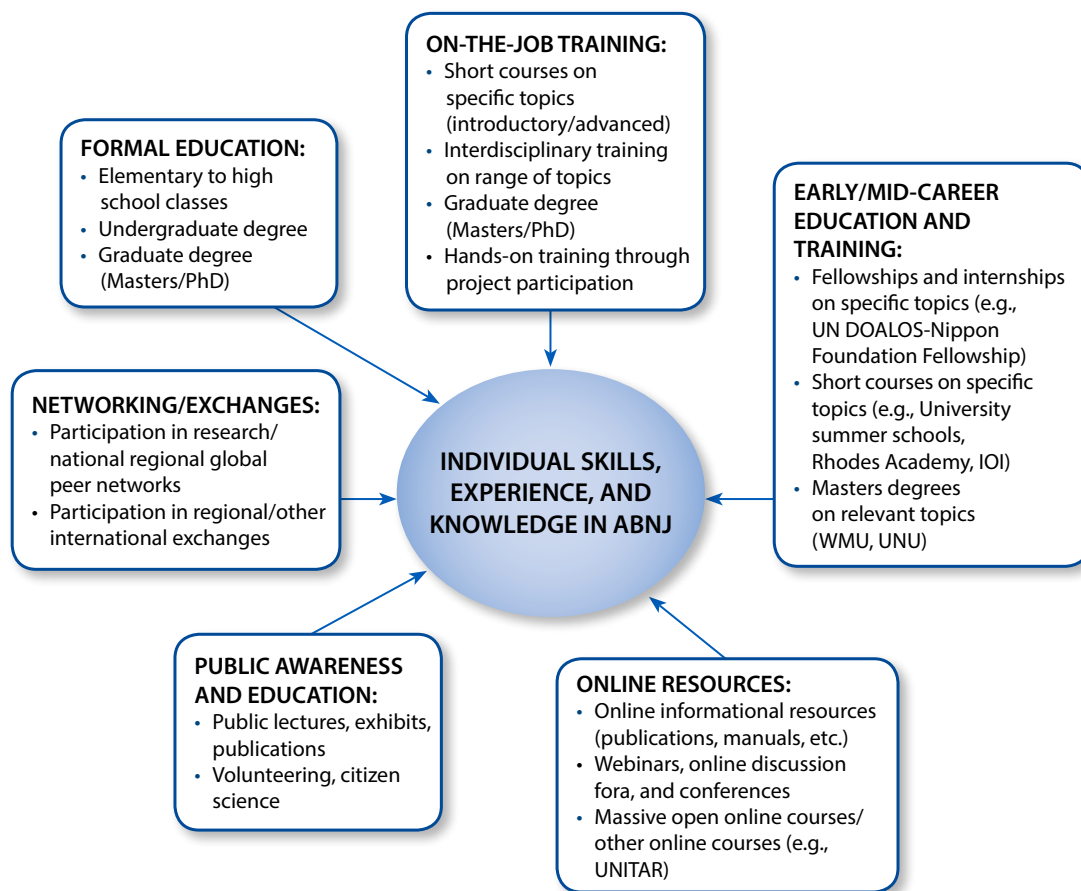 ON-THE-JOB TRAINING:
• Short courses on
specific topics
(introductory/advanced)
• Interdisciplinary training
on range of topics
• Graduate degree
(Masters/PhD)
• Hands-on training through
project participation
FORMAL EDUCATION:
• Elementary to high
school classes
• Undergraduate degree
• Graduate degree
(Masters/PhD)
EARLY/MID-CAREER
EDUCATION AND
TRAINING:
• Fellowships and internships
on specific topics (e.g.,
UN DOALOS-Nippon
Foundation Fellowship)
• Short courses on specific
topics (e.g., University
summer schools,
Rhodes Academy, IOI)
• Masters degrees
on relevant topics
(WMU, UNU)
NETWORKING/EXCHANGES:
• Participation in research/
national regional global
peer networks
• Participation in regional/other
international exchanges
INDIVIDUAL SKILLS,
EXPERIENCE, AND
KNOWLEDGE IN ABNJ
PUBLIC AWARENESS
AND EDUCATION:
• Public lectures, exhibits,
publications
• Volunteering, citizen
science
ONLINE RESOURCES:
• Online informational resources
(publications, manuals, etc.)
• Webinars, online discussion
fora, and conferences
• Massive open online courses/
other online courses (e.g.,
UNITAR)